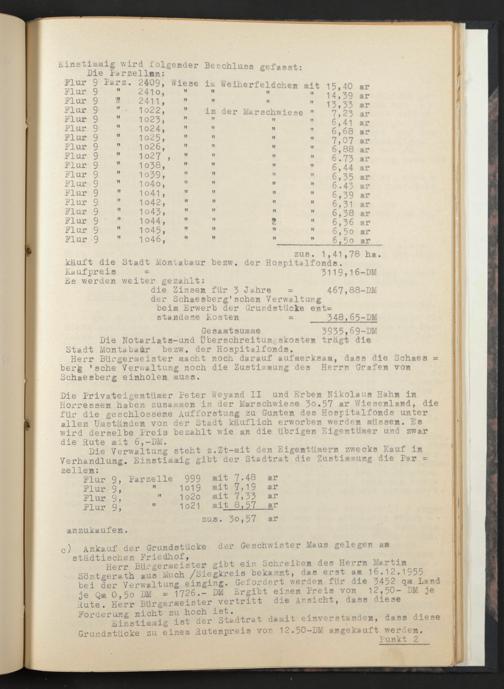 Einstimmig wird folgender Beschluss gefasst:
Die Parzellen:
Flur 9 Parz. 2409, Wiese im Weiherfeldchen mit 15,40 ar
Flur 9 " 2410, " " " " 14,39 ar
Flur 9 " 2411, " " " " 13,33 ar
Flur 9 " 1022, " in der Marschwiese " 7,23 ar
Flur 9 " 1023, " " " " 6,41 ar
Flur 9 " 1024, " " " " 6,68 ar
Flur 9 " 1025, " " " " 7,07 ar
Flur 9 " 1026, " " " " 6,88 ar
Flur 9 " 1027 , " " " " 6.73 ar
Flur 9 " 1038, " " " " 6,44 ar
Flur 9 " 1039, " " " " 6,35 ar
Flur 9 " 1040, " " " " 6.43 ar
Flur 9 " 1041, " " " " 6,39 ar
Flur 9 " 1042, " " " " 6,31 ar
Flur 9 " 1043, " " " " 6,38 ar
Flur 9 " 1044, " " " " 6,36 ar
Flur 9 " 1045, " " " " 6,50 ar
Flur 9 " 1046, " " " " 6,50 ar
zus. 1,41,78 ha.
käuft die Stadt Montabaur bezw. der Hospitalfonds.
Kaufpreis = 3119,16-DM
Es werden weiter gezahlt:
die Zinsen für 3 Jahre = 467,88-DM
der Schaesberg'schen Verwaltung
beim Erwerb der Grundstücke ent=
standene Kosten = 348,65-DM
Gesamtsumme 3935,69-DM
Die Notariats-und Überschreitungskosten trägt die
Stadt Montabaur bezw. der Hospitalfonds.
Herr Bürgermeister macht noch darauf aufmerksam, dass die Schaes =
berg 'sche Verwaltung noch die Zustimmung des Herrn Grafen von
Schaesberg einholen muss.
Die Privateigentümer Peter Weyand II und Erben Nikolaus Hahn in
Horressen haben zusammen in der Marschwiese 30.57 ar Wiesenland, die
für die geschlossene Aufforstung zu Gunsten des Hospitalfonds unter
allen Umständen von der Stadt käuflich erworben werden müssen. Es
wird derselbe Preis bezahlt wie an die übrigen Eigentümer und zwar
die Rute mit 6,-DM.
Die Verwaltung steht z.Zt-mit den Eigentümern zwecks Kauf in
Verhandlung. Einstimmig gibt der Stadtrat die Zustimmung die Par =
zellen:
Flur 9, Parzelle 999 mit 7.48 ar
Flur 9, " 1019 mit 7,19 ar
Flur 9, " 1020 mit 7,33 ar
Flur 9, " 1021 mit 8,57 ar
zus. 30,57 ar
anzukaufen.
c) Ankauf der Grundstücke der Geschwister Maus gelegen am
städtischen Friedhof,
Herr Bürgermeister gibt ein Schreiben des Herrn Martin
Söntgerath aus Much /Siegkreis bekannt, das erst am 16.12.1955
bei der Verwaltung einging. Gefordert werden für die 3452 qm Land
je Qm 0,50 DM = 1726.- DM Ergibt einen Preis von 12,50- DM je
Rute. Herr Bürgermeister vertritt die Ansicht, dass diese
Forderung nicht zu hoch ist.
Einstimmig ist der Stadtrat damit einverstanden, dass diese
Grundstücke zu einem Rutenpreis von 12.50-DM angekauft werden.
Punkt 2